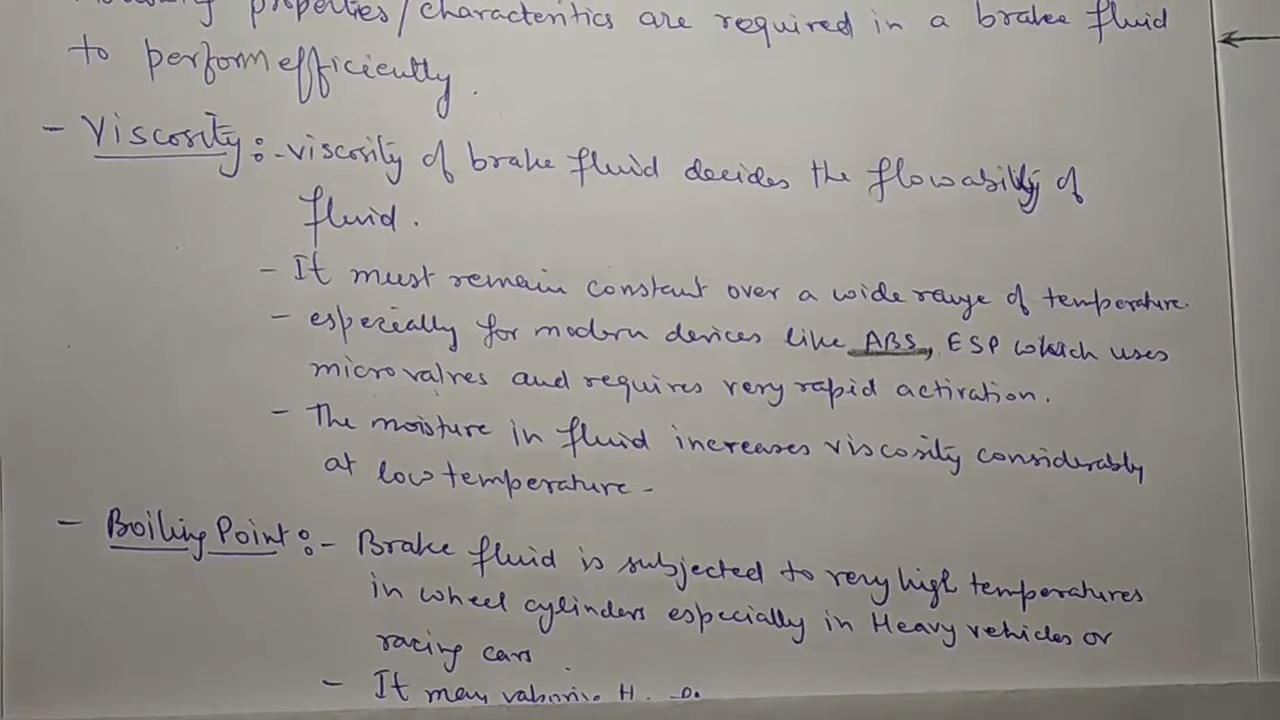 properties/charactentics are required in a brake fluid
to perform efficiently.
- Viscosity :- viscosity of brake fluid decides the flowability of
fluid.
- It must remain constant over a wide range of temperature.
- especially for modern devices like ABS, ESP which uses
microvalves and requires very rapid activation.
- The moisture in fluid increases viscosity considerably
at low temperature -
- Boiling Point :- Brake fluid is subjected to very high temperatures
in wheel cylinders especially in Heavy vehicles or
racing cars.
- It may